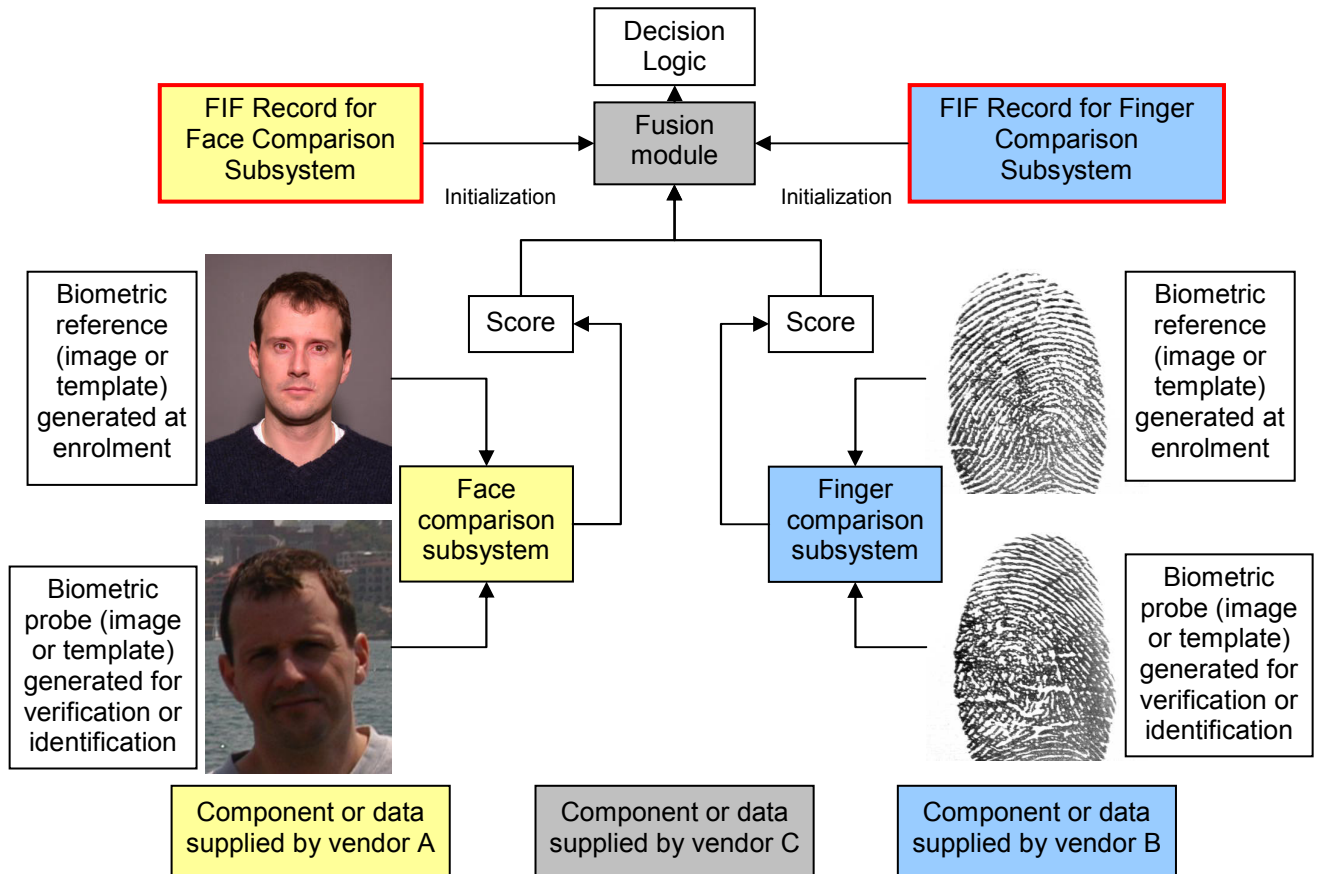 Decision
Logic
FIF Record for
Face Comparison
Subsystem
Fusion
module
FIF Record for Finger
Comparison
Subsystem
Initialization
Initialization
Biometric
reference
(image or
template)
generated at
enrolment
Score
Score
Biometric
reference
(image or
template)
generated at
enrolment
Face
comparison
subsystem
Finger
comparison
subsystem
Biometric
probe (image
or template)
generated for
verification or
identification
Biometric
probe (image
or template)
generated for
verification or
identification
Component or data
supplied by vendor A
Component or data
supplied by vendor C
Component or data
supplied by vendor B